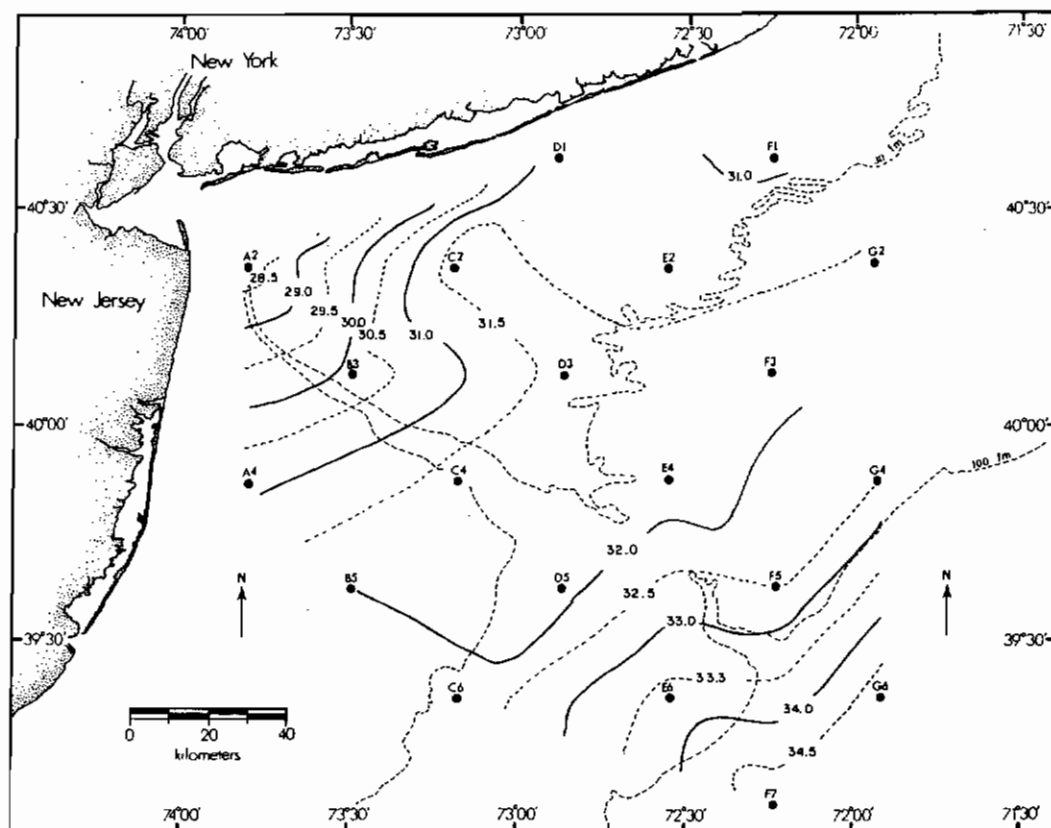 74°00' 73°30' 73°00' 72°30' 72°00' 71°30'
New York
D1 F1
40 fm
31.0
40°30' 40°30'
A2 C2 E2 G2
28.5
29.0
New Jersey
29.5 30.0 30.5 31.0 31.5
B3 D3 F3
40°00' 40°00'
100 fm
A4 C4 E4 G4
32.0
N B5 D5 32.5 F5 N
33.0
39°30' 39°30'
33.3
C6 E6 G6
34.0
0 20 40
kilometers
34.5
F7
74°00' 73°30' 73°00' 72°30' 72°00' 71°30'